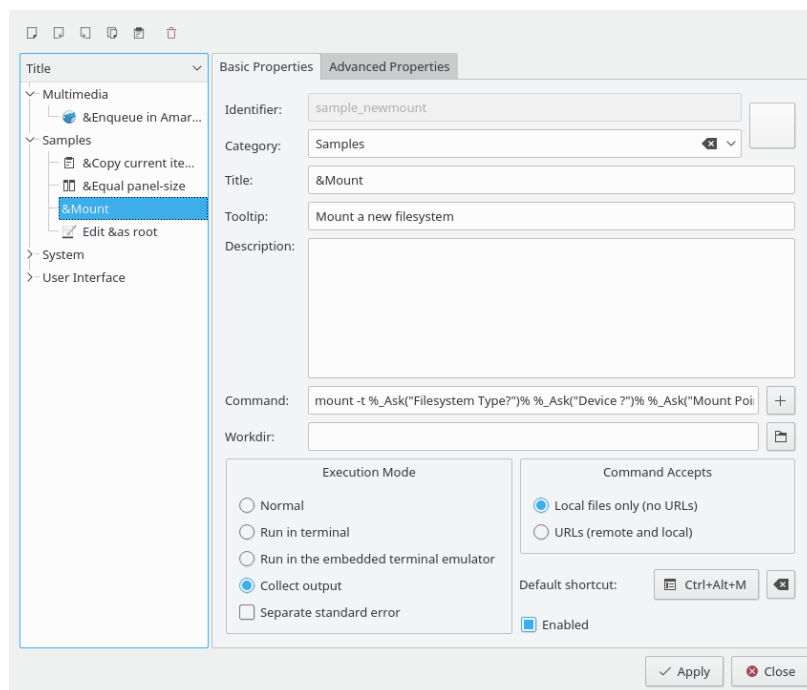 Title
Multimedia
&Enqueue in Amar...
Samples
&Copy current ite...
&Equal panel-size
&Mount
Edit &as root
System
User Interface
Basic Properties
Advanced Properties
Identifier:
sample_newmount
Category:
Samples
Title:
&Mount
Tooltip:
Mount a new filesystem
Description:
Command:
mount -t %_Ask("Filesystem Type?")% %_Ask("Device ?")% %_Ask("Mount Poi
Workdir:
Execution Mode
Normal
Run in terminal
Run in the embedded terminal emulator
Collect output
Separate standard error
Command Accepts
Local files only (no URLs)
URLs (remote and local)
Default shortcut:
Ctrl+Alt+M
Enabled
Apply
Close